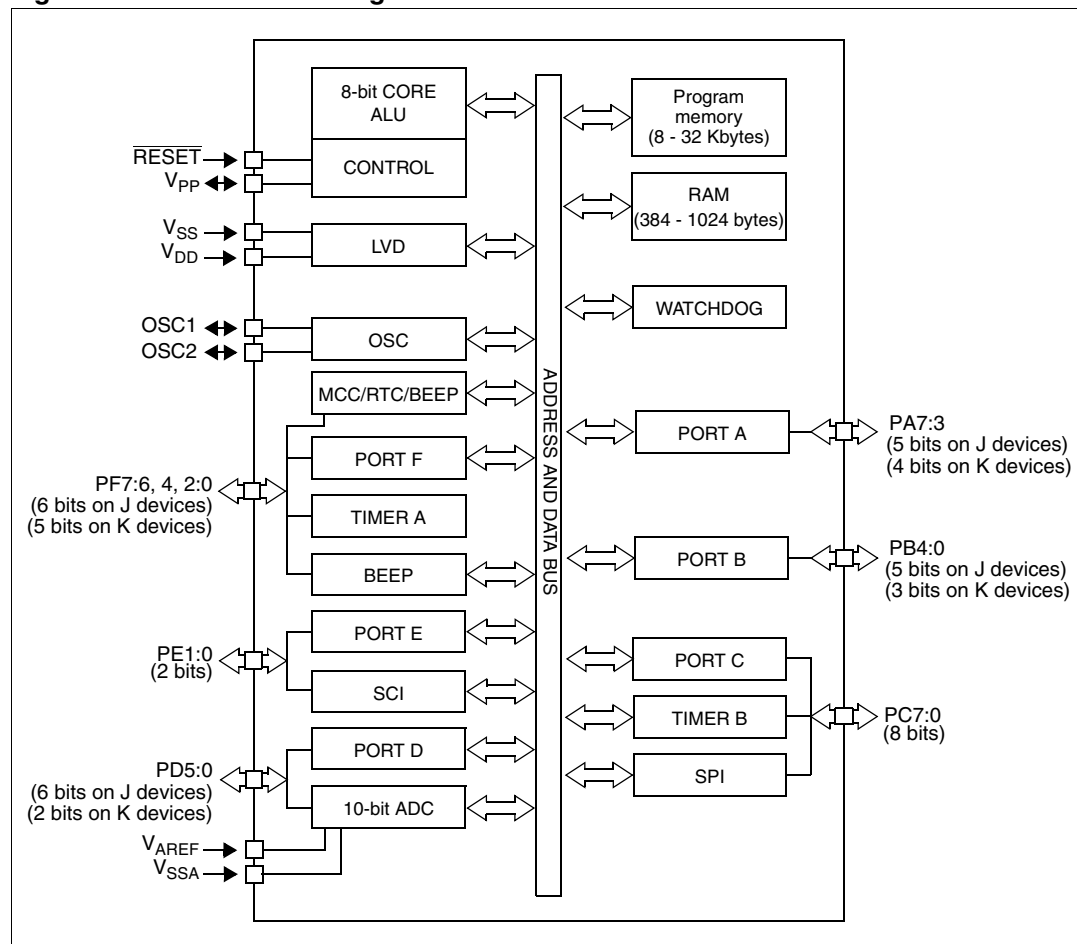 8-bit CORE
ALU
CONTROL
RESET
VPP
VSS
VDD
LVD
OSC1
OSC2
OSC
MCC/RTC/BEEP
PORT F
PF7:6, 4, 2:0
(6 bits on J devices)
(5 bits on K devices)
TIMER A
BEEP
PORT E
PE1:0
(2 bits)
SCI
PORT D
PD5:0
(6 bits on J devices)
(2 bits on K devices)
10-bit ADC
VAREF
VSSA
ADDRESS AND DATA BUS
Program
memory
(8 - 32 Kbytes)
RAM
(384 - 1024 bytes)
WATCHDOG
PORT A
PA7:3
(5 bits on J devices)
(4 bits on K devices)
PORT B
PB4:0
(5 bits on J devices)
(3 bits on K devices)
PORT C
TIMER B
SPI
PC7:0
(8 bits)